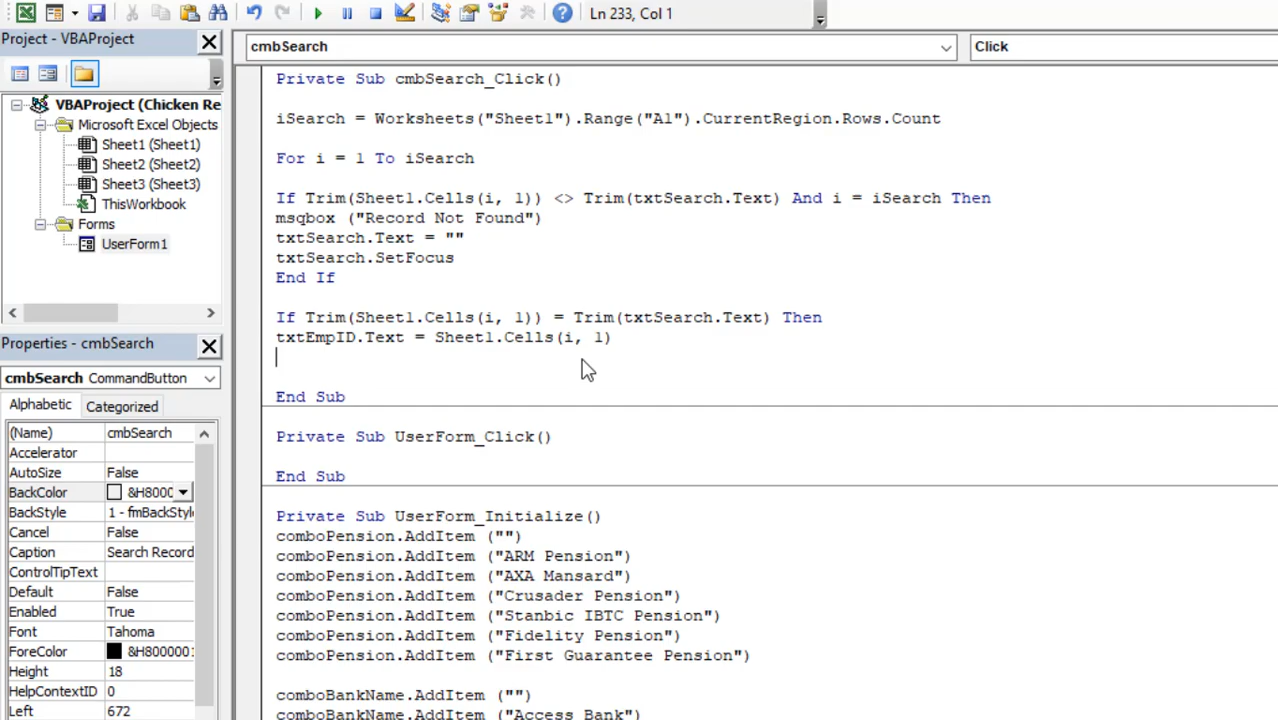 Ln 233, Col 1
Project - VBAProject
VBAProject (Chicken Re
Microsoft Excel Objects
Sheet1 (Sheet1)
Sheet2 (Sheet2)
Sheet3 (Sheet3)
ThisWorkbook
Forms
UserForm1
Properties - cmbSearch
cmbSearch CommandButton
Alphabetic Categorized
(Name) cmbSearch
Accelerator
AutoSize False
BackColor &H8000
BackStyle 1 - fmBackStyle
Cancel False
Caption Search Record
ControlTipText
Default False
Enabled True
Font Tahoma
ForeColor &H8000001
Height 18
HelpContextID 0
Left 672
cmbSearch Click
Private Sub cmbSearch_Click()
iSearch = Worksheets("Sheet1").Range("A1").CurrentRegion.Rows.Count
For i = 1 To iSearch
If Trim(Sheet1.Cells(i, 1)) <> Trim(txtSearch.Text) And i = iSearch Then
msqbox ("Record Not Found")
txtSearch.Text = ""
txtSearch.SetFocus
End If
If Trim(Sheet1.Cells(i, 1)) = Trim(txtSearch.Text) Then
txtEmpID.Text = Sheet1.Cells(i, 1)
End Sub
Private Sub UserForm_Click()
End Sub
Private Sub UserForm_Initialize()
comboPension.AddItem ("")
comboPension.AddItem ("ARM Pension")
comboPension.AddItem ("AXA Mansard")
comboPension.AddItem ("Crusader Pension")
comboPension.AddItem ("Stanbic IBTC Pension")
comboPension.AddItem ("Fidelity Pension")
comboPension.AddItem ("First Guarantee Pension")
comboBankName.AddItem ("")
comboBankName.AddItem ("Access Bank")